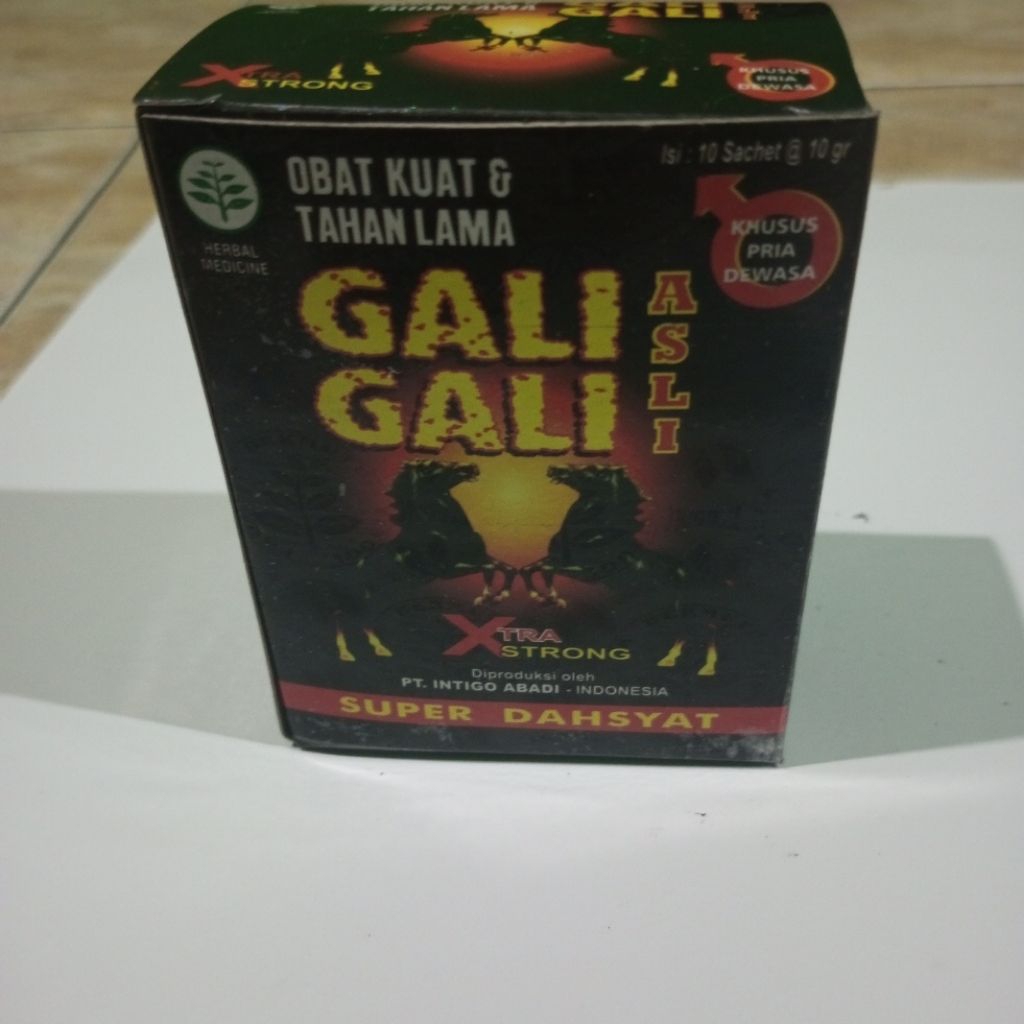 TAHAN LAMA
GALI
XTRA
STRONG
KHUSUS
PRIA
DEWASA
HERBAL
MEDICINE
OBAT KUAT &
TAHAN LAMA
Isi : 10 Sachet @ 10 gr
KHUSUS
PRIA
DEWASA
GALI
GALI
ASLI
XTRA
STRONG
Diproduksi oleh
PT. INTIGO ABADI - INDONESIA
SUPER DAHSYAT